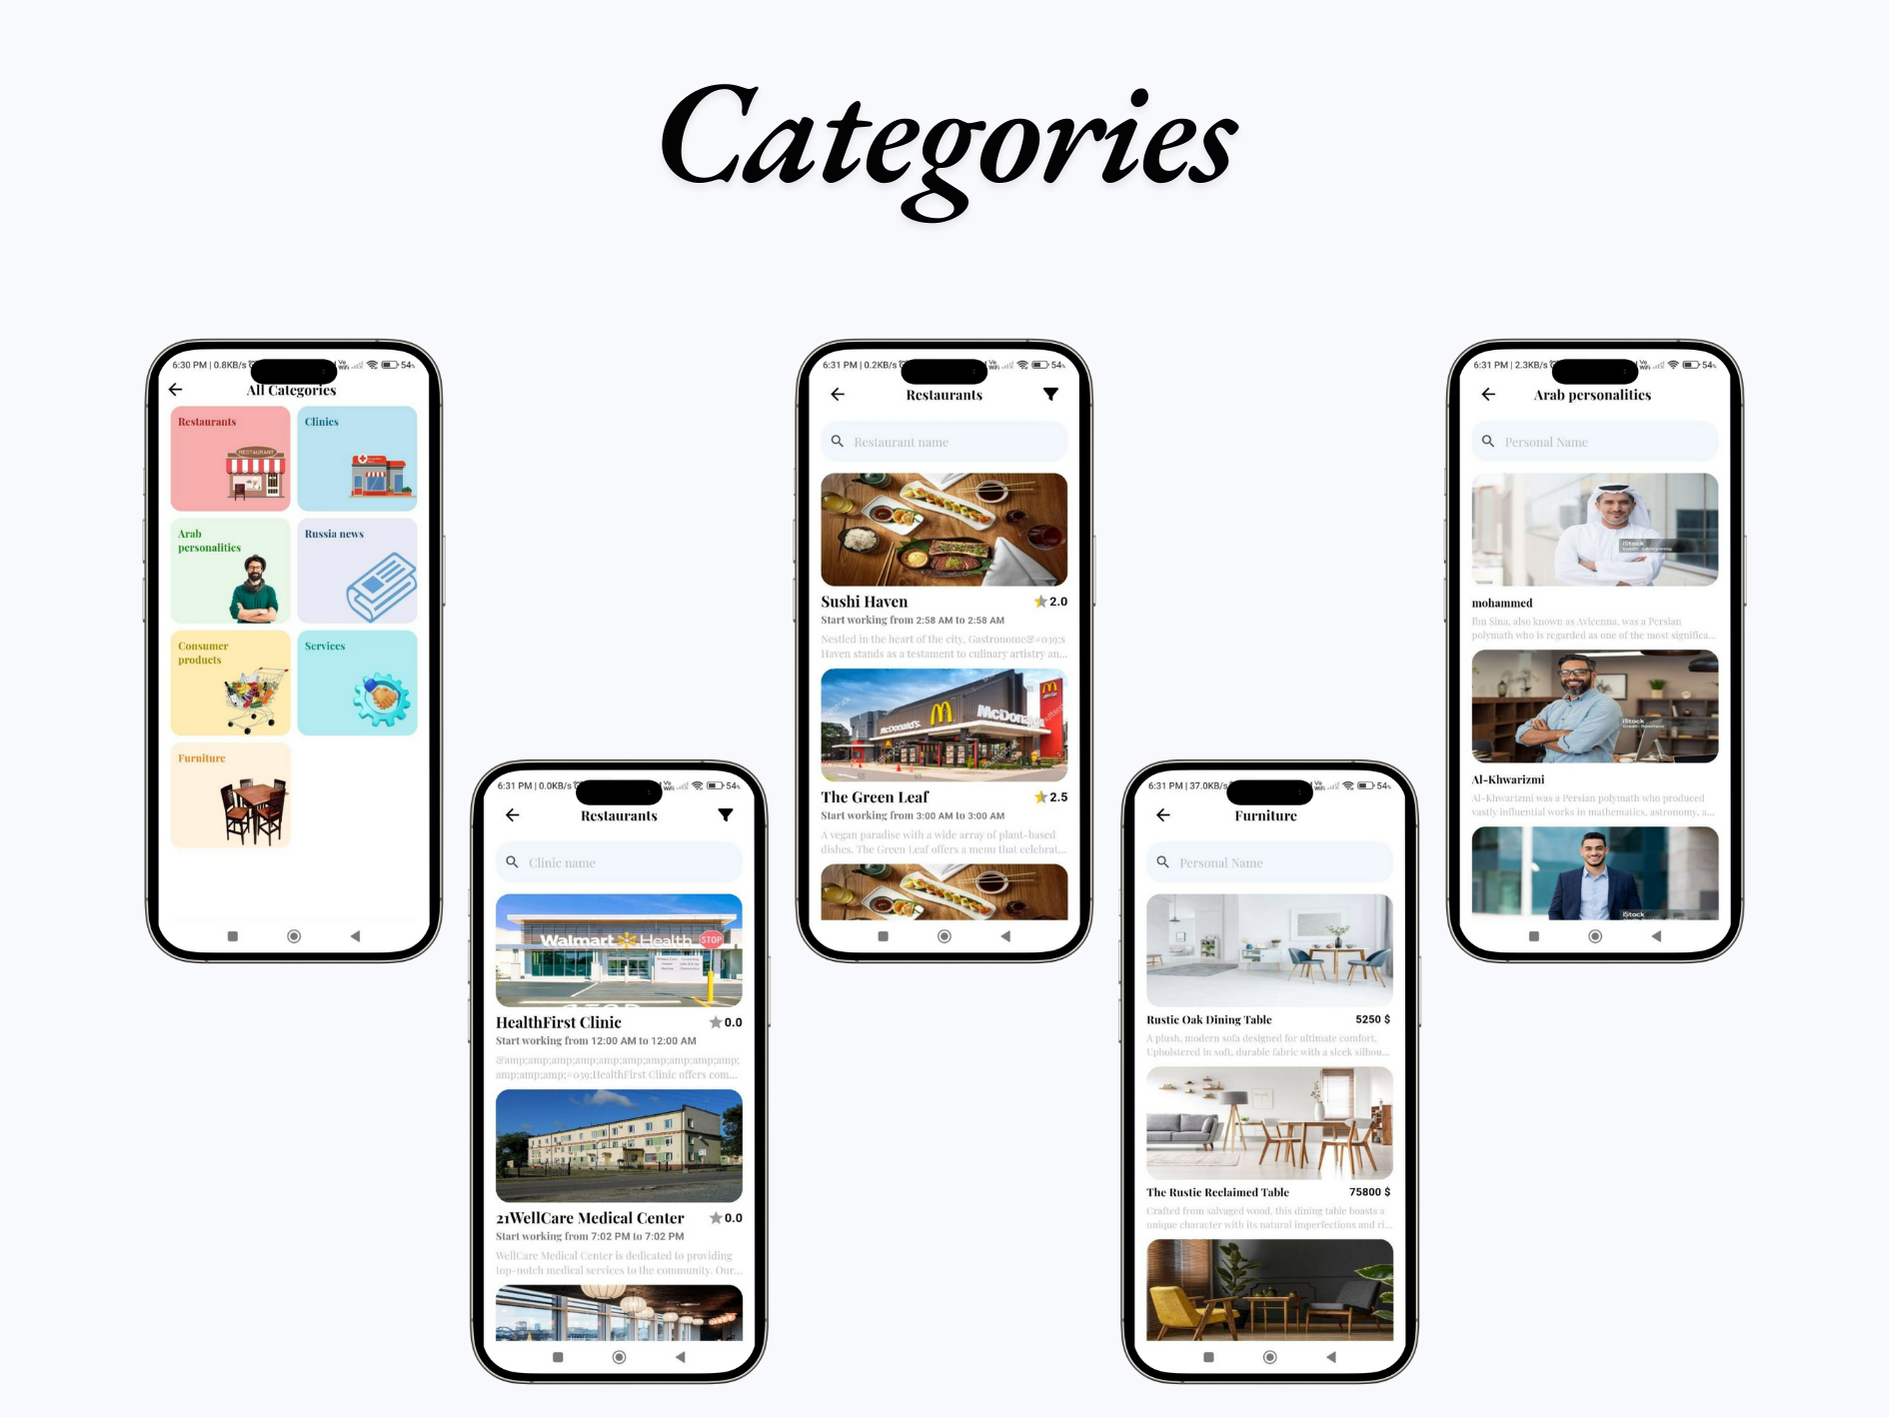 Categories
6:30 PM | 0.8KB/s
54
All Categories
Restaurants
RESTAURANT
Clinics
Arab
personalities
Russia news
Consumer
products
Services
Furniture
6:31 PM | 0.0KB/s
54
Restaurants
Clinic name
Walmart Health
STOP
HealthFirst Clinic
0.0
Start working from 12:00 AM to 12:00 AM
&amp;amp;amp;amp;amp;amp;amp;amp;amp;amp;
amp;amp;amp;#039;HealthFirst Clinic offers com...
21WellCare Medical Center
0.0
Start working from 7:02 PM to 7:02 PM
WellCare Medical Center is dedicated to providing
top-notch medical services to the community. Our...
6:31 PM | 0.2KB/s
54
Restaurants
Restaurant name
Sushi Haven
2.0
Start working from 2:58 AM to 2:58 AM
Nestled in the heart of the city, Gastronome&#039;s
Haven stands as a testament to culinary artistry an...
McDonald's
McDona
The Green Leaf
2.5
Start working from 3:00 AM to 3:00 AM
A vegan paradise with a wide array of plant-based
dishes. The Green Leaf offers a menu that celebrat...
6:31 PM | 37.0KB/s
54
Furniture
Personal Name
Rustic Oak Dining Table
5250 $
A plush, modern sofa designed for ultimate comfort.
Upholstered in soft, durable fabric with a sleek silhou...
The Rustic Reclaimed Table
75800 $
Crafted from salvaged wood, this dining table boasts a
unique character with its natural imperfections and ri...
6:31 PM | 2.3KB/s
54
Arab personalities
Personal Name
iStock
mohammed
Ibn Sina, also known as Avicenna, was a Persian
polymath who is regarded as one of the most significa...
iStock
Al-Khwarizmi
Al-Khwarizmi was a Persian polymath who produced
vastly influential works in mathematics, astronomy, a...
iStock